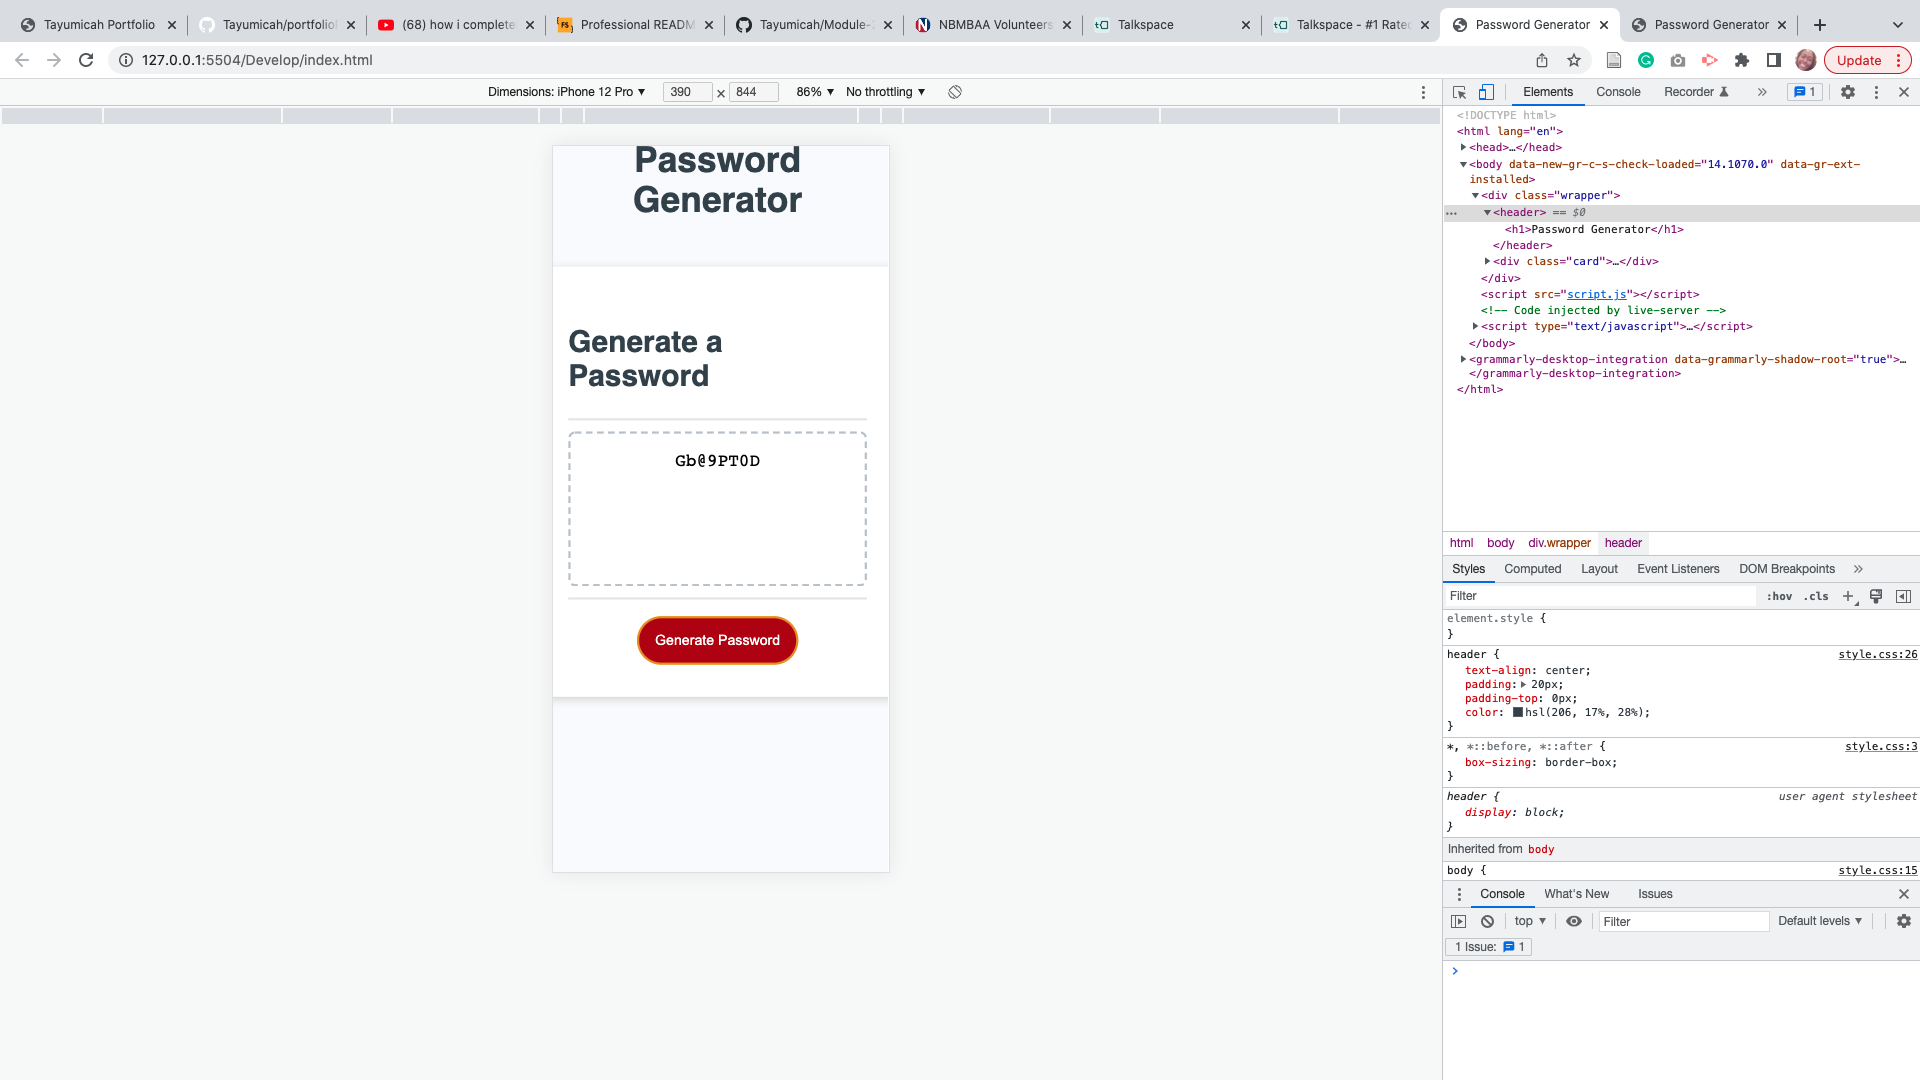 Tayumicah Portfolio
Tayumicah/portfolio
(68) how i complete
Professional READM
Tayumicah/Module-
NBMBAA Volunteers
Talkspace
Talkspace - #1 Rated
Password Generator
Password Generator
127.0.0.1:5504/Develop/index.html
Update
Dimensions: iPhone 12 Pro ▼ 390 × 844 86% ▼ No throttling ▼
Elements Console Recorder » 1
Password
Generator
Generate a
Password
Gb@9PT0D
Generate Password
<!DOCTYPE html>
<html lang="en">
<head>…</head>
<body data-new-gr-c-s-check-loaded="14.1070.0" data-gr-ext-
installed>
<div class="wrapper">
<header> == $0
<h1>Password Generator</h1>
</header>
<div class="card">…</div>
</div>
<script src="script.js"></script>
<!-- Code injected by live-server -->
<script type="text/javascript">…</script>
</body>
<grammarly-desktop-integration data-grammarly-shadow-root="true">…
</grammarly-desktop-integration>
</html>
html body div.wrapper header
Styles Computed Layout Event Listeners DOM Breakpoints »
Filter :hov .cls +
element.style {
}
header { style.css:26
text-align: center;
padding: 20px;
padding-top: 0px;
color: hsl(206, 17%, 28%);
}
*, *::before, *::after { style.css:3
box-sizing: border-box;
}
header { user agent stylesheet
display: block;
}
Inherited from body
body { style.css:15
Console What's New Issues
top ▼ Filter Default levels ▼
1 Issue: 1